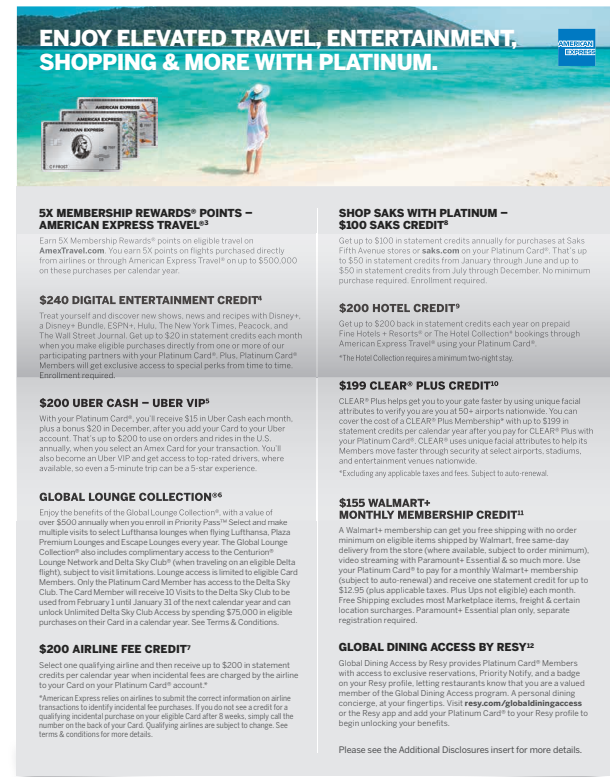 ENJOY ELEVATED TRAVEL, ENTERTAINMENT,
SHOPPING & MORE WITH PLATINUM.
AMERICAN
EXPRESS
AMERICAN EXPRESS
AMERICAN EXPRESS
AMERICAN EXPRESS
C F FROST
5X MEMBERSHIP REWARDS® POINTS –
AMERICAN EXPRESS TRAVEL®³
Earn 5X Membership Rewards® points on eligible travel on
AmexTravel.com. You earn 5X points on flights purchased directly
from airlines or through American Express Travel® on up to $500,000
on these purchases per calendar year.
$240 DIGITAL ENTERTAINMENT CREDIT⁴
Treat yourself and discover new shows, news and recipes with Disney+,
a Disney+ Bundle, ESPN+, Hulu, The New York Times, Peacock, and
The Wall Street Journal. Get up to $20 in statement credits each month
when you make eligible purchases directly from one or more of our
participating partners with your Platinum Card®. Plus, Platinum Card®
Members will get exclusive access to special perks from time to time.
Enrollment required.
$200 UBER CASH – UBER VIP⁵
With your Platinum Card®, you'll receive $15 in Uber Cash each month,
plus a bonus $20 in December, after you add your Card to your Uber
account. That's up to $200 to use on orders and rides in the U.S.
annually, when you select an Amex Card for your transaction. You'll
also become an Uber VIP and get access to top-rated drivers, where
available, so even a 5-minute trip can be a 5-star experience.
GLOBAL LOUNGE COLLECTION®⁶
Enjoy the benefits of the Global Lounge Collection®, with a value of
over $500 annually when you enroll in Priority Pass™ Select and make
multiple visits to select Lufthansa lounges when flying Lufthansa, Plaza
Premium Lounges and Escape Lounges every year. The Global Lounge
Collection® also includes complimentary access to the Centurion®
Lounge Network and Delta Sky Club® (when traveling on an eligible Delta
flight), subject to visit limitations. Lounge access is limited to eligible Card
Members. Only the Platinum Card Member has access to the Delta Sky
Club. The Card Member will receive 10 Visits to the Delta Sky Club to be
used from February 1 until January 31 of the next calendar year and can
unlock Unlimited Delta Sky Club Access by spending $75,000 in eligible
purchases on their Card in a calendar year. See Terms & Conditions.
$200 AIRLINE FEE CREDIT⁷
Select one qualifying airline and then receive up to $200 in statement
credits per calendar year when incidental fees are charged by the airline
to your Card on your Platinum Card® account.*
*American Express relies on airlines to submit the correct information on airline
transactions to identify incidental fee purchases. If you do not see a credit for a
qualifying incidental purchase on your eligible Card after 8 weeks, simply call the
number on the back of your Card. Qualifying airlines are subject to change. See
terms & conditions for more details.
SHOP SAKS WITH PLATINUM –
$100 SAKS CREDIT⁸
Get up to $100 in statement credits annually for purchases at Saks
Fifth Avenue stores or saks.com on your Platinum Card®. That's up
to $50 in statement credits from January through June and up to
$50 in statement credits from July through December. No minimum
purchase required. Enrollment required.
$200 HOTEL CREDIT⁹
Get up to $200 back in statement credits each year on prepaid
Fine Hotels + Resorts® or The Hotel Collection* bookings through
American Express Travel® using your Platinum Card®.
*The Hotel Collection requires a minimum two-night stay.
$199 CLEAR® PLUS CREDIT¹⁰
CLEAR® Plus helps get you to your gate faster by using unique facial
attributes to verify you are you at 50+ airports nationwide. You can
cover the cost of a CLEAR® Plus Membership* with up to $199 in
statement credits per calendar year after you pay for CLEAR® Plus with
your Platinum Card®. CLEAR® uses unique facial attributes to help its
Members move faster through security at select airports, stadiums,
and entertainment venues nationwide.
*Excluding any applicable taxes and fees. Subject to auto-renewal.
$155 WALMART+
MONTHLY MEMBERSHIP CREDIT¹¹
A Walmart+ membership can get you free shipping with no order
minimum on eligible items shipped by Walmart, free same-day
delivery from the store (where available, subject to order minimum),
video streaming with Paramount+ Essential & so much more. Use
your Platinum Card® to pay for a monthly Walmart+ membership
(subject to auto-renewal) and receive one statement credit for up to
$12.95 (plus applicable taxes. Plus Ups not eligible) each month.
Free Shipping excludes most Marketplace items, freight & certain
location surcharges. Paramount+ Essential plan only, separate
registration required.
GLOBAL DINING ACCESS BY RESY¹²
Global Dining Access by Resy provides Platinum Card® Members
with access to exclusive reservations, Priority Notify, and a badge
on your Resy profile, letting restaurants know that you are a valued
member of the Global Dining Access program. A personal dining
concierge, at your fingertips. Visit resy.com/globaldiningaccess
or the Resy app and add your Platinum Card® to your Resy profile to
begin unlocking your benefits.
Please see the Additional Disclosures insert for more details.